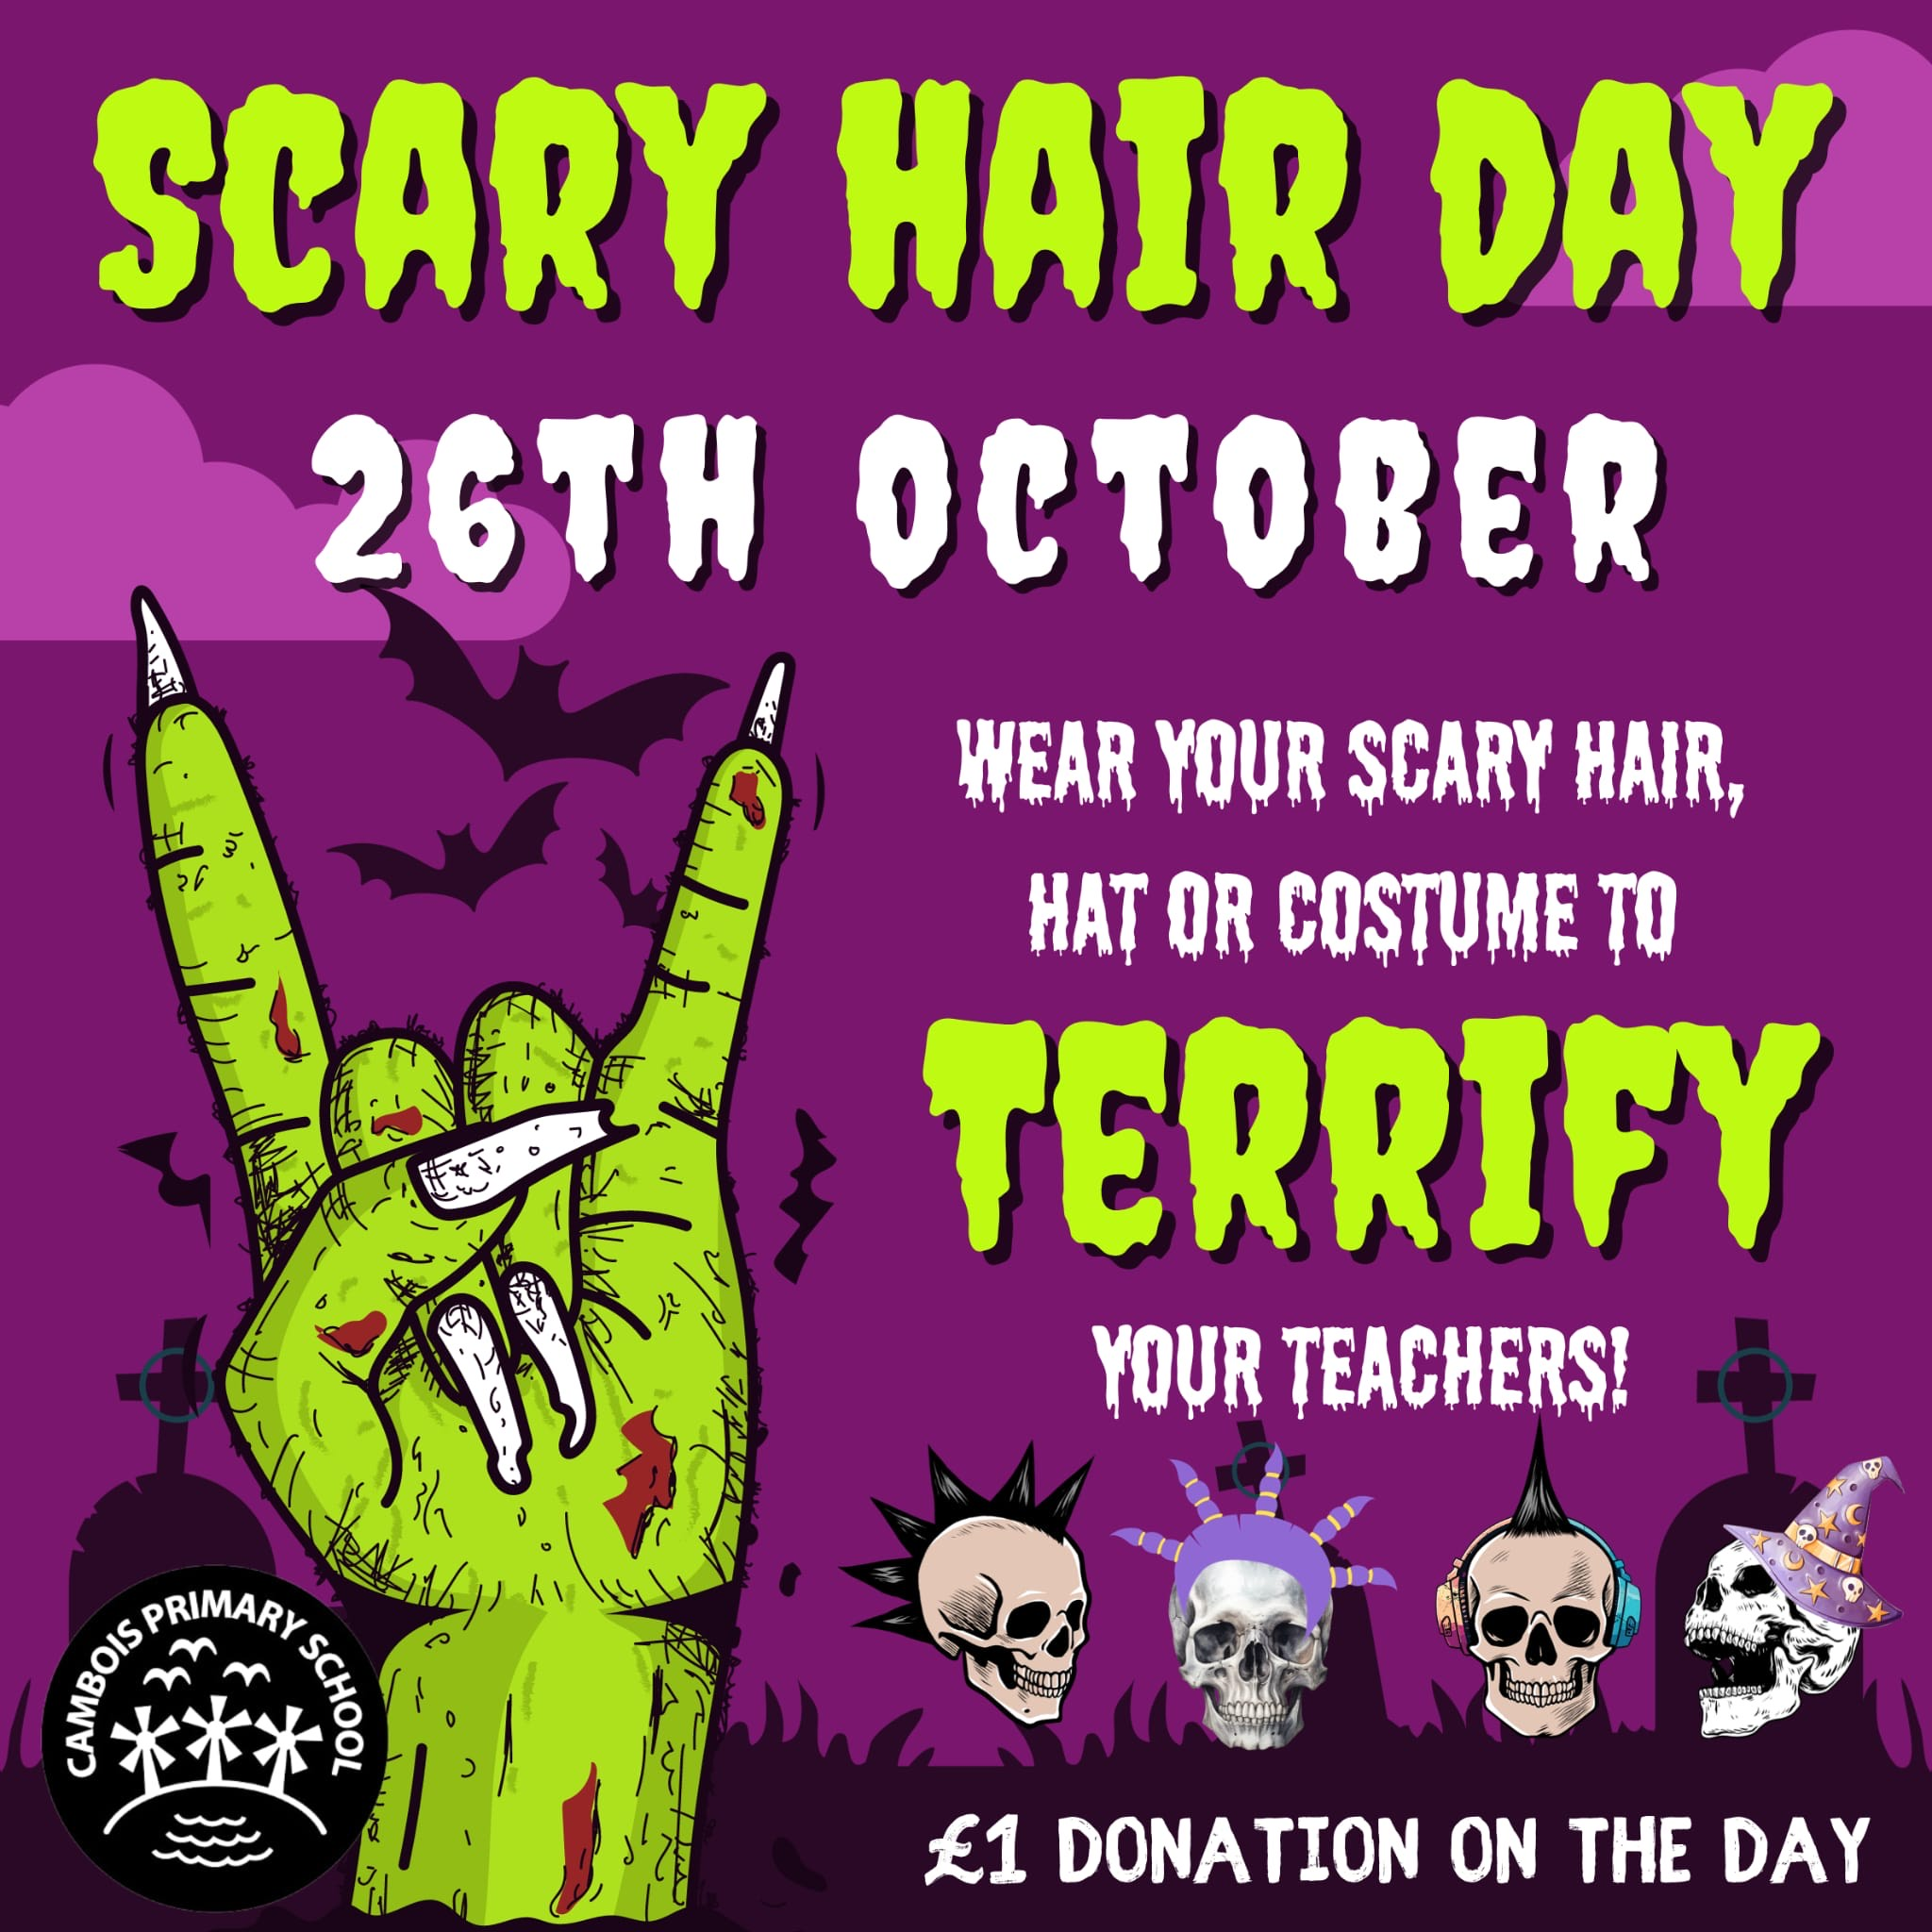 SCARY HAIR DAY
26TH OCTOBER
WEAR YOUR SCARY HAIR,
HAT OR COSTUME TO
TERRIFY
YOUR TEACHERS!
CAMBOIS PRIMARY SCHOOL
£1 DONATION ON THE DAY